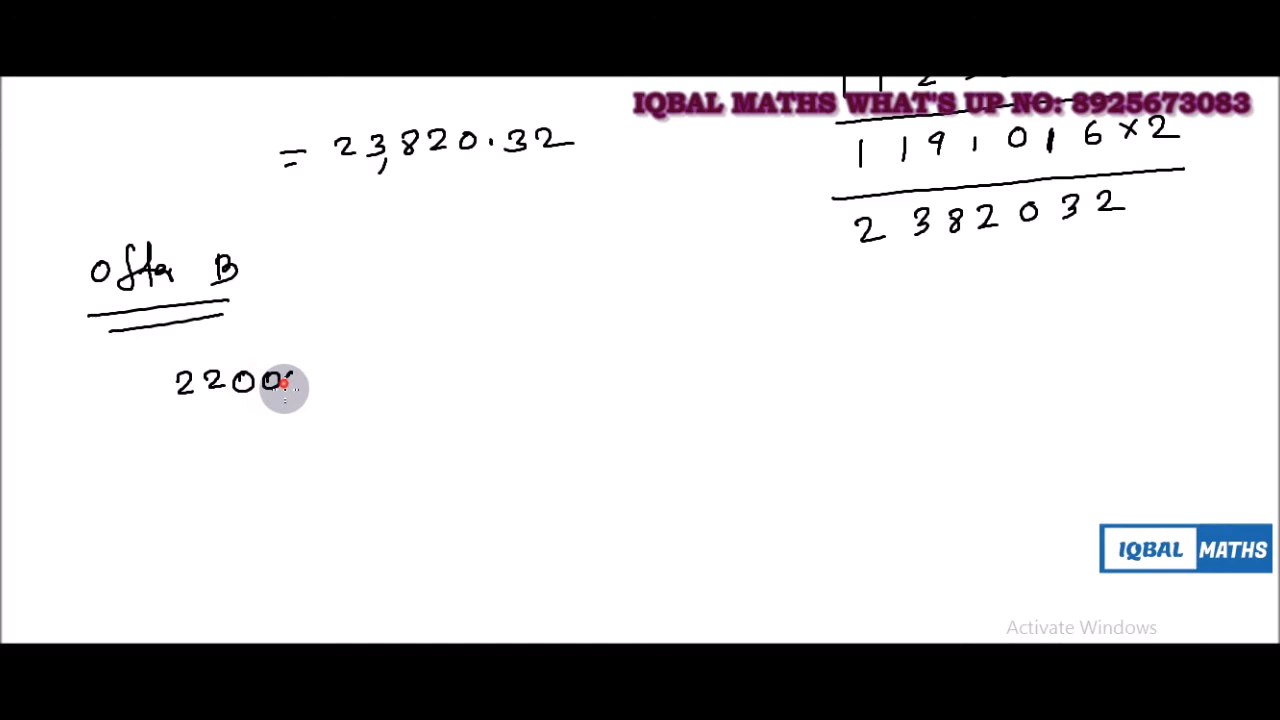 IQBAL MATHS WHAT'S UP NO: 8925673083
= 23,820.32
1 1 9 1 0 1 6 × 2
2 3 8 2 0 3 2
Offer B
2200
IQBAL MATHS
Activate Windows